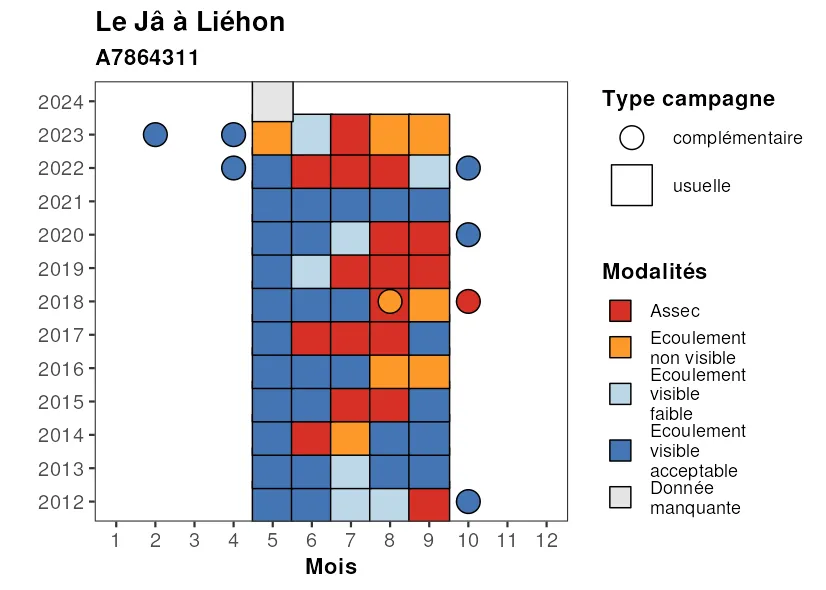 Le Jâ à Liéhon
A7864311
2024
2023
2022
2021
2020
2019
2018
2017
2016
2015
2014
2013
2012
1 2 3 4 5 6 7 8 9 10 11 12
Mois
Type campagne
complémentaire
usuelle
Modalités
Assec
Ecoulement
non visible
Ecoulement
visible
faible
Ecoulement
visible
acceptable
Donnée
manquante